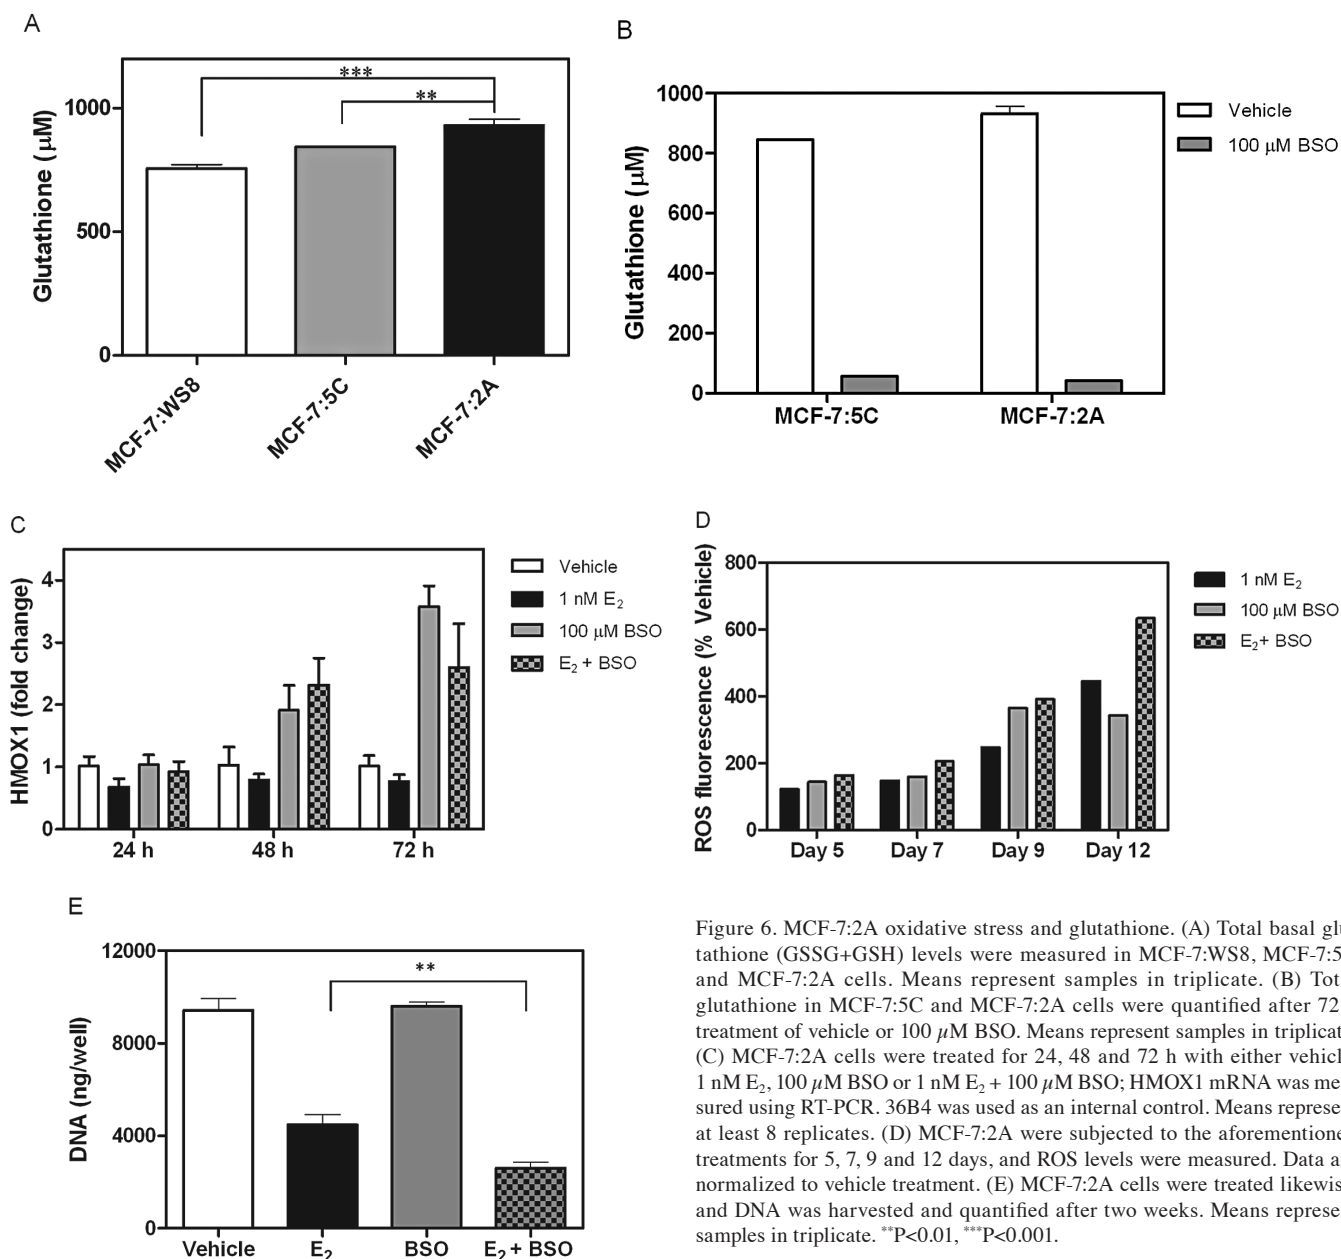 A
***
**
1000
500
0
Glutathione (µM)
MCF-7:WS8
MCF-7:5C
MCF-7:2A
B
1000
800
600
400
200
0
Glutathione (µM)
MCF-7:5C
MCF-7:2A
Vehicle
100 µM BSO
C
4
3
2
1
0
HMOX1 (fold change)
24 h
48 h
72 h
Vehicle
1 nM E₂
100 µM BSO
E₂ + BSO
D
800
600
400
200
0
ROS fluorescence (% Vehicle)
Day 5
Day 7
Day 9
Day 12
1 nM E₂
100 µM BSO
E₂+ BSO
E
**
12000
8000
4000
0
DNA (ng/well)
Vehicle
E₂
BSO
E₂ + BSO
Figure 6. MCF-7:2A oxidative stress and glutathione. (A) Total basal glu
tathione (GSSG+GSH) levels were measured in MCF-7:WS8, MCF-7:5
and MCF-7:2A cells. Means represent samples in triplicate. (B) Tot
glutathione in MCF-7:5C and MCF-7:2A cells were quantified after 72
treatment of vehicle or 100 µM BSO. Means represent samples in triplicat
(C) MCF-7:2A cells were treated for 24, 48 and 72 h with either vehicl
1 nM E₂, 100 µM BSO or 1 nM E₂ + 100 µM BSO; HMOX1 mRNA was me
sured using RT-PCR. 36B4 was used as an internal control. Means represe
at least 8 replicates. (D) MCF-7:2A were subjected to the aforementione
treatments for 5, 7, 9 and 12 days, and ROS levels were measured. Data a
normalized to vehicle treatment. (E) MCF-7:2A cells were treated likewis
and DNA was harvested and quantified after two weeks. Means represe
samples in triplicate. **P<0.01, ***P<0.001.